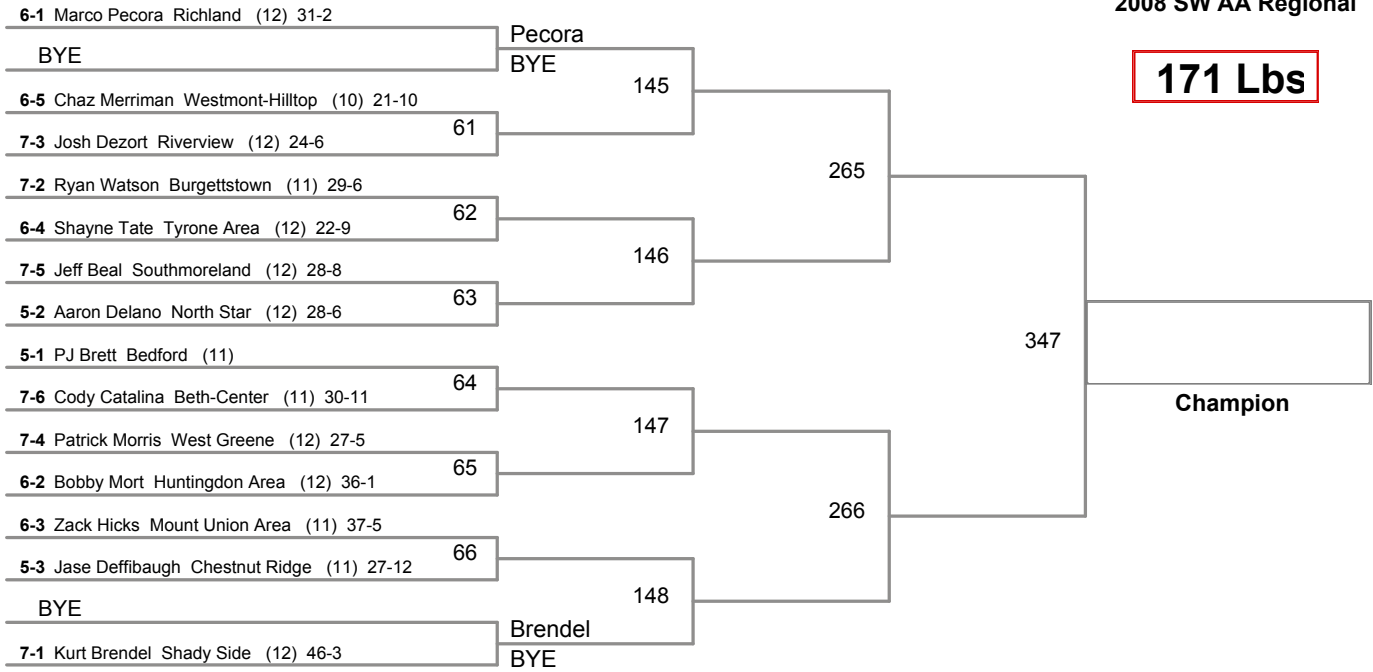 2008 SW AA Regional
171 Lbs
6-1 Marco Pecora Richland (12) 31-2
BYE
Pecora
BYE
145
6-5 Chaz Merriman Westmont-Hilltop (10) 21-10
61
7-3 Josh Dezort Riverview (12) 24-6
265
7-2 Ryan Watson Burgettstown (11) 29-6
62
6-4 Shayne Tate Tyrone Area (12) 22-9
146
7-5 Jeff Beal Southmoreland (12) 28-8
63
5-2 Aaron Delano North Star (12) 28-6
347
Champion
5-1 PJ Brett Bedford (11)
64
7-6 Cody Catalina Beth-Center (11) 30-11
147
7-4 Patrick Morris West Greene (12) 27-5
65
6-2 Bobby Mort Huntingdon Area (12) 36-1
266
6-3 Zack Hicks Mount Union Area (11) 37-5
66
5-3 Jase Deffibaugh Chestnut Ridge (11) 27-12
148
BYE
Brendel
BYE
7-1 Kurt Brendel Shady Side (12) 46-3